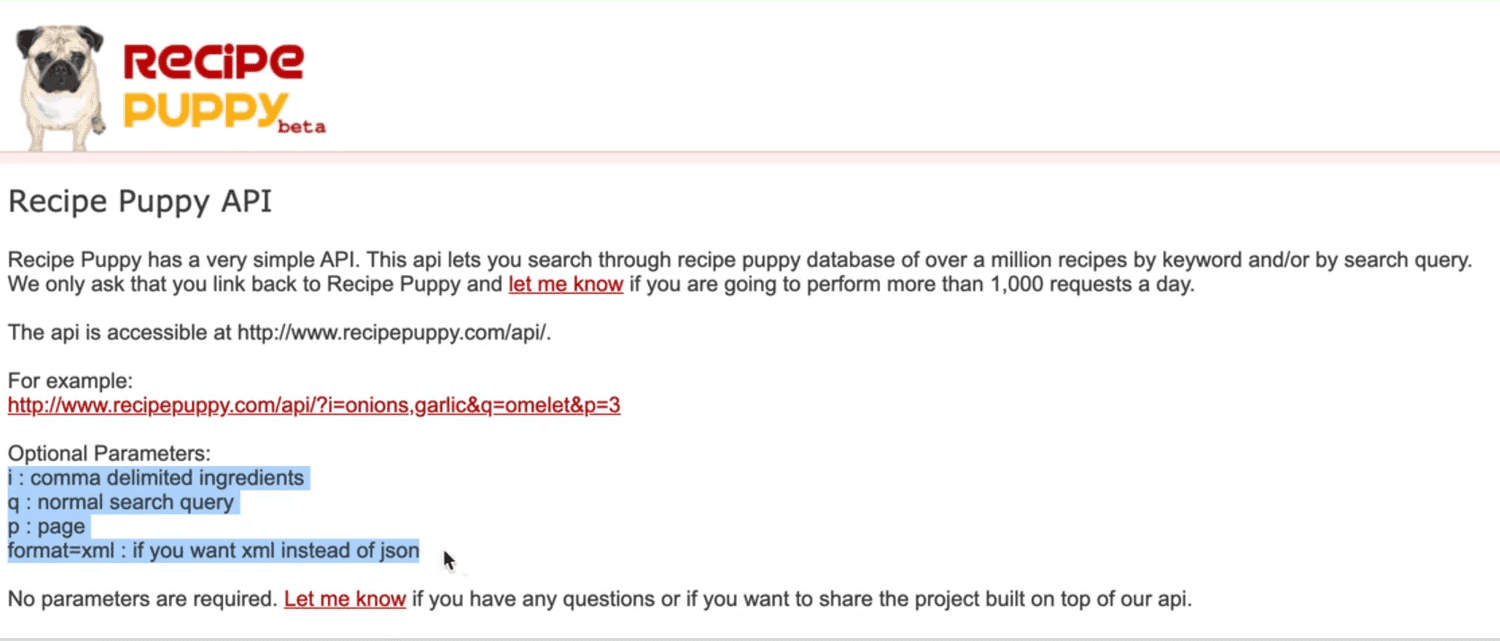 Recipe
Puppy
beta
Recipe Puppy API
Recipe Puppy has a very simple API. This api lets you search through recipe puppy database of over a million recipes by keyword and/or by search query.
We only ask that you link back to Recipe Puppy and let me know if you are going to perform more than 1,000 requests a day.
The api is accessible at http://www.recipepuppy.com/api/.
For example:
http://www.recipepuppy.com/api/?i=onions,garlic&q=omelet&p=3
Optional Parameters:
i : comma delimited ingredients
q : normal search query
p : page
format=xml : if you want xml instead of json
No parameters are required. Let me know if you have any questions or if you want to share the project built on top of our api.